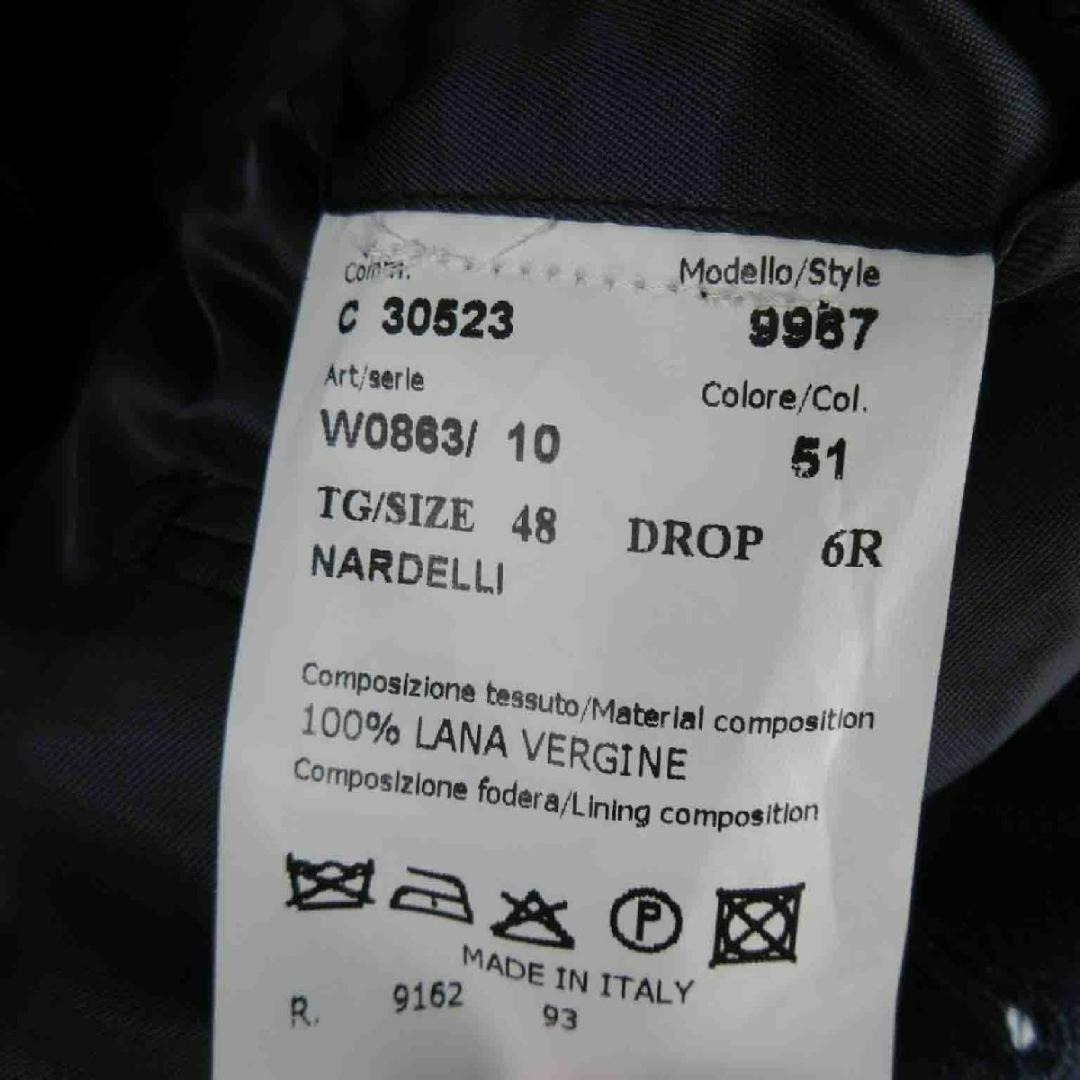 Comm. Modello/Style
C 30523 9967
Art/serie Colore/Col.
W0863/ 10 51
TG/SIZE 48 DROP 6R
NARDELLI
Composizione tessuto/Material composition
100% LANA VERGINE
Composizione fodera/Lining composition
P
MADE IN ITALY
R. 9162 93